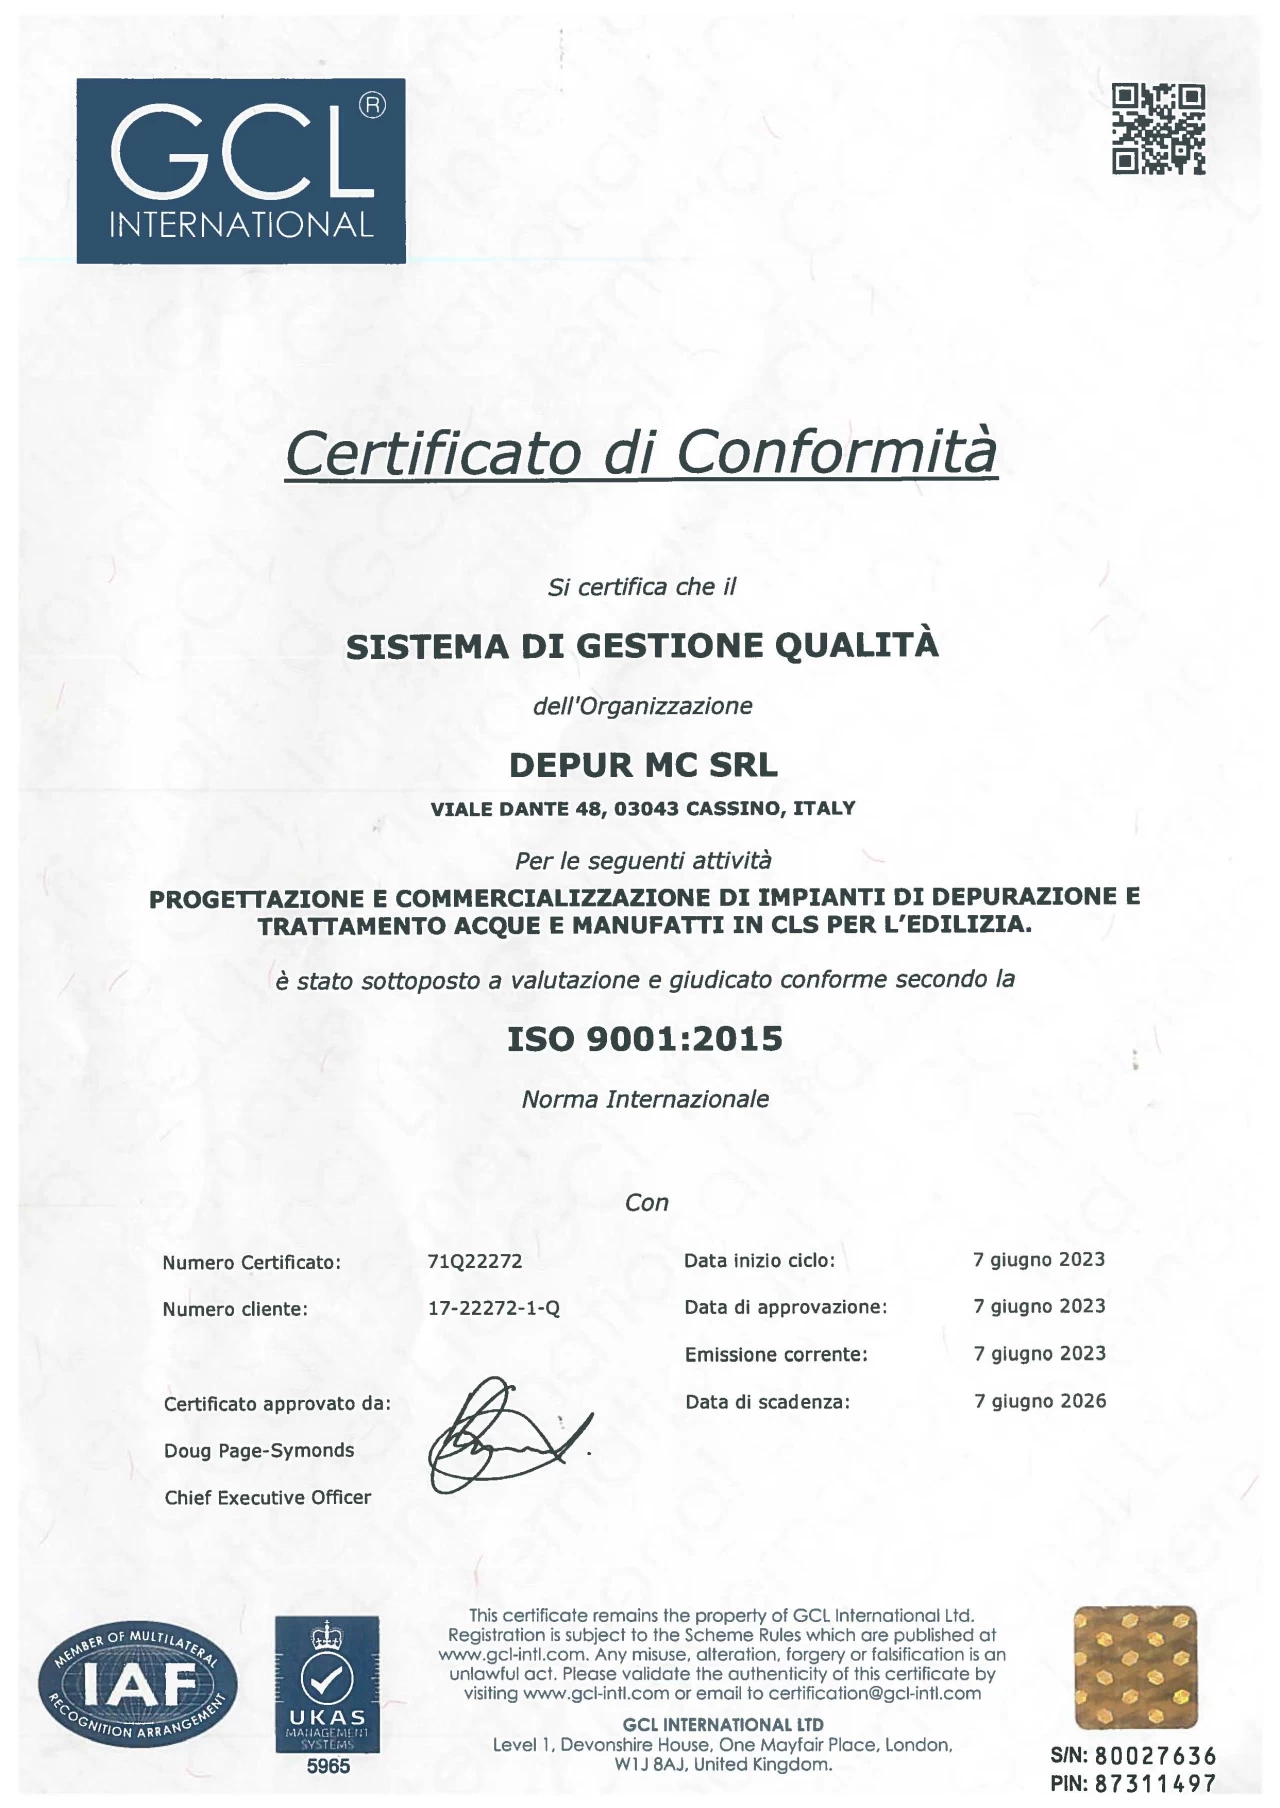 GCL®
INTERNATIONAL
Certificato di Conformità
Si certifica che il
SISTEMA DI GESTIONE QUALITÀ
dell'Organizzazione
DEPUR MC SRL
VIALE DANTE 48, 03043 CASSINO, ITALY
Per le seguenti attività
PROGETTAZIONE E COMMERCIALIZZAZIONE DI IMPIANTI DI DEPURAZIONE E
TRATTAMENTO ACQUE E MANUFATTI IN CLS PER L'EDILIZIA.
è stato sottoposto a valutazione e giudicato conforme secondo la
ISO 9001:2015
Norma Internazionale
Con
Numero Certificato: 71Q22272
Numero cliente: 17-22272-1-Q
Certificato approvato da:
Doug Page-Symonds
Chief Executive Officer
Data inizio ciclo: 7 giugno 2023
Data di approvazione: 7 giugno 2023
Emissione corrente: 7 giugno 2023
Data di scadenza: 7 giugno 2026
MEMBER OF MULTILATERAL
IAF
RECOGNITION ARRANGEMENT
UKAS
MANAGEMENT
SYSTEMS
5965
This certificate remains the property of GCL International Ltd.
Registration is subject to the Scheme Rules which are published at
www.gcl-intl.com. Any misuse, alteration, forgery or falsification is an
unlawful act. Please validate the authenticity of this certificate by
visiting www.gcl-intl.com or email to certification@gcl-intl.com
GCL INTERNATIONAL LTD
Level 1, Devonshire House, One Mayfair Place, London,
W1J 8AJ, United Kingdom.
S/N: 80027636
PIN: 87311497